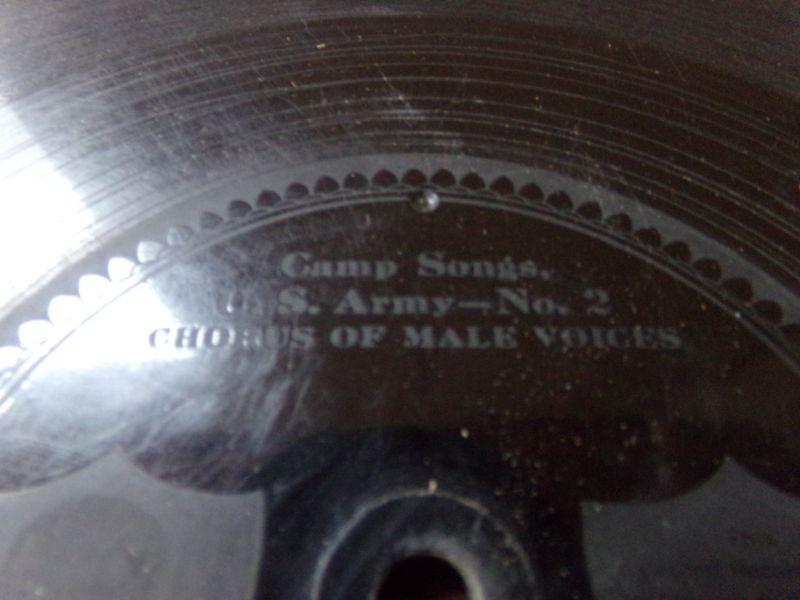 Camp Songs,
U. S. Army—No. 2
CHORUS OF MALE VOICES